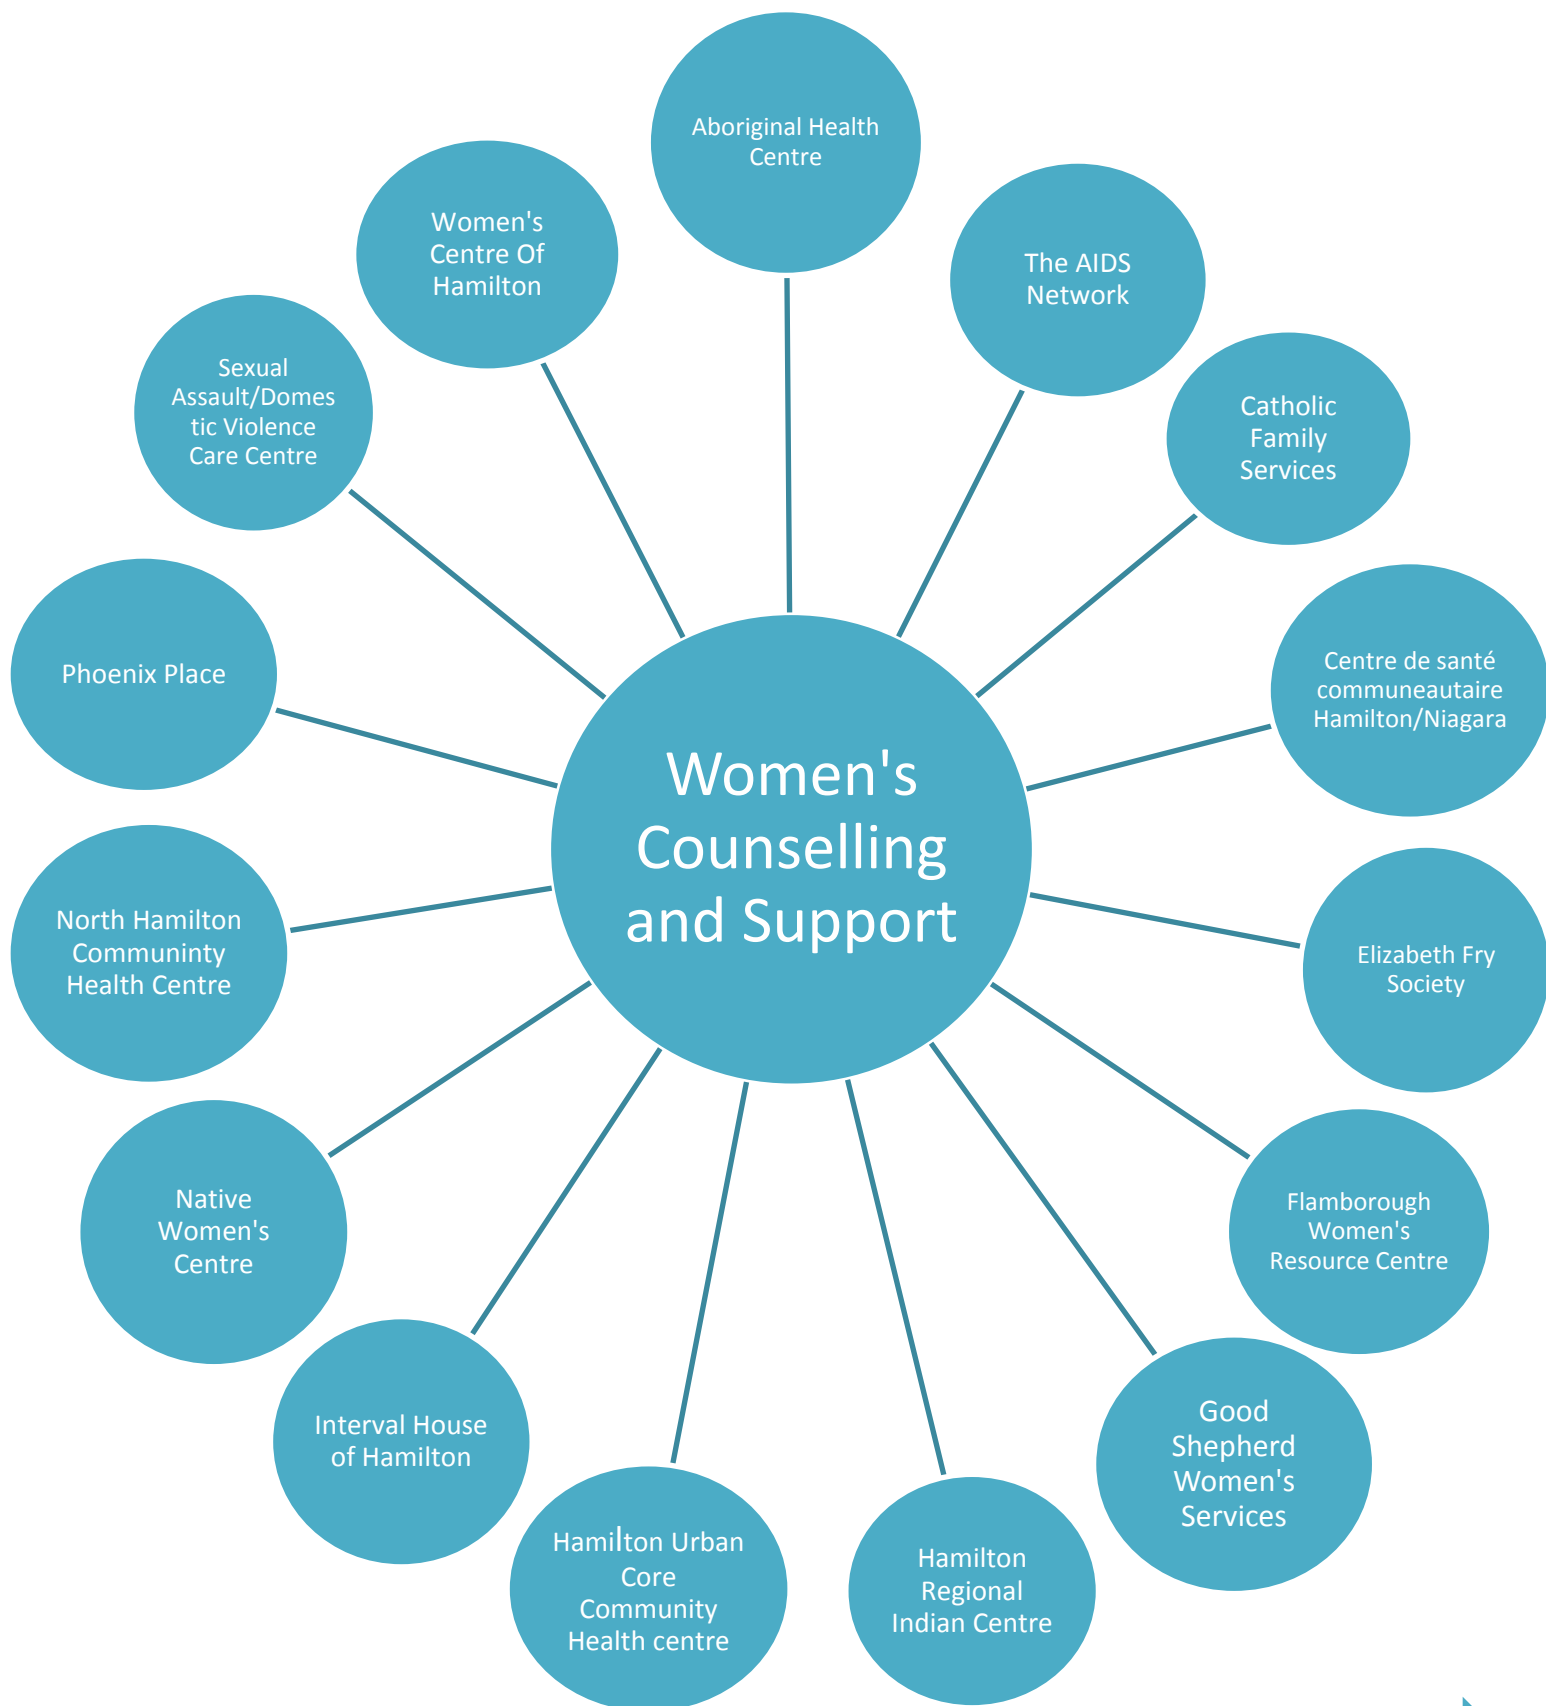 Aboriginal Health
Centre
The AIDS
Network
Catholic
Family
Services
Centre de santé
communeautaire
Hamilton/Niagara
Elizabeth Fry
Society
Flamborough
Women's
Resource Centre
Good
Shepherd
Women's
Services
Hamilton
Regional
Indian Centre
Hamilton Urban
Core
Community
Health centre
Interval House
of Hamilton
Native
Women's
Centre
North Hamilton
Communinty
Health Centre
Phoenix Place
Sexual
Assault/Domes
tic Violence
Care Centre
Women's
Centre Of
Hamilton
Women's
Counselling
and Support